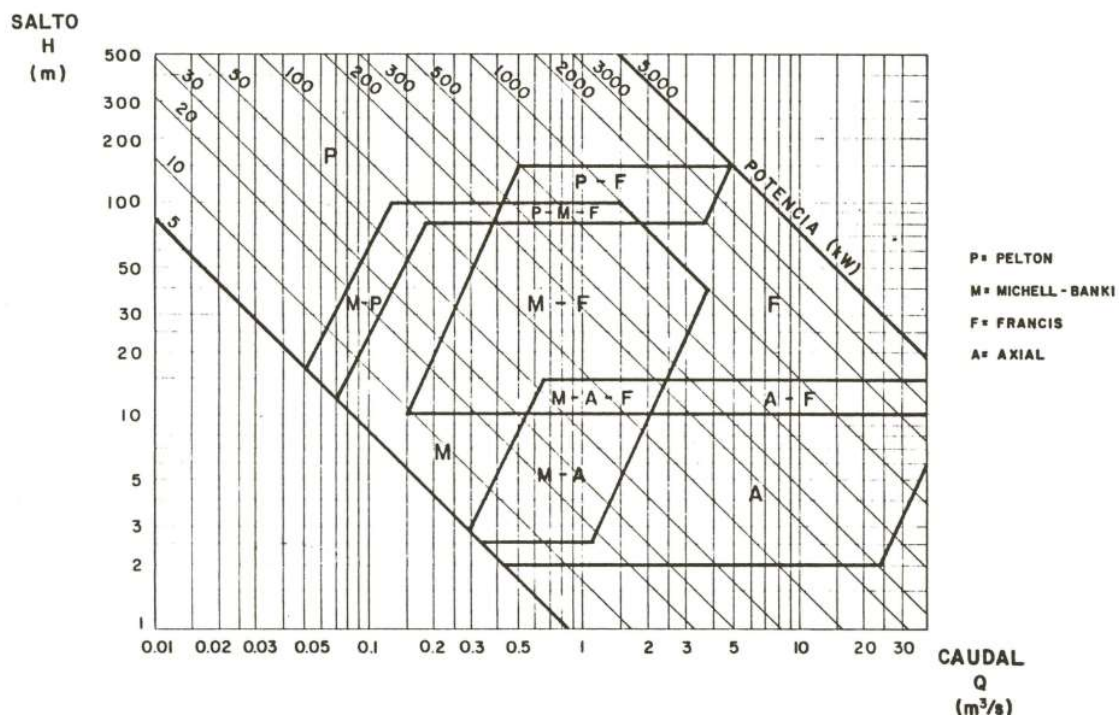 SALTO
H
(m)
500
300
200
100
50
30
20
10
5
3
2
1
30
50
100
200
300
500
1000
2000
3000
5000
20
10
5
POTENCIA (kW)
P
P - F
P-M-F
M-P
M - F
F
M-A-F
A - F
M
M-A
A
P= PELTON
M= MICHELL-BANKI
F= FRANCIS
A= AXIAL
0.01 0.02 0.03 0.05 0.1 0.2 0.3 0.5 1 2 3 5 10 20 30
CAUDAL
Q
(m³/s)